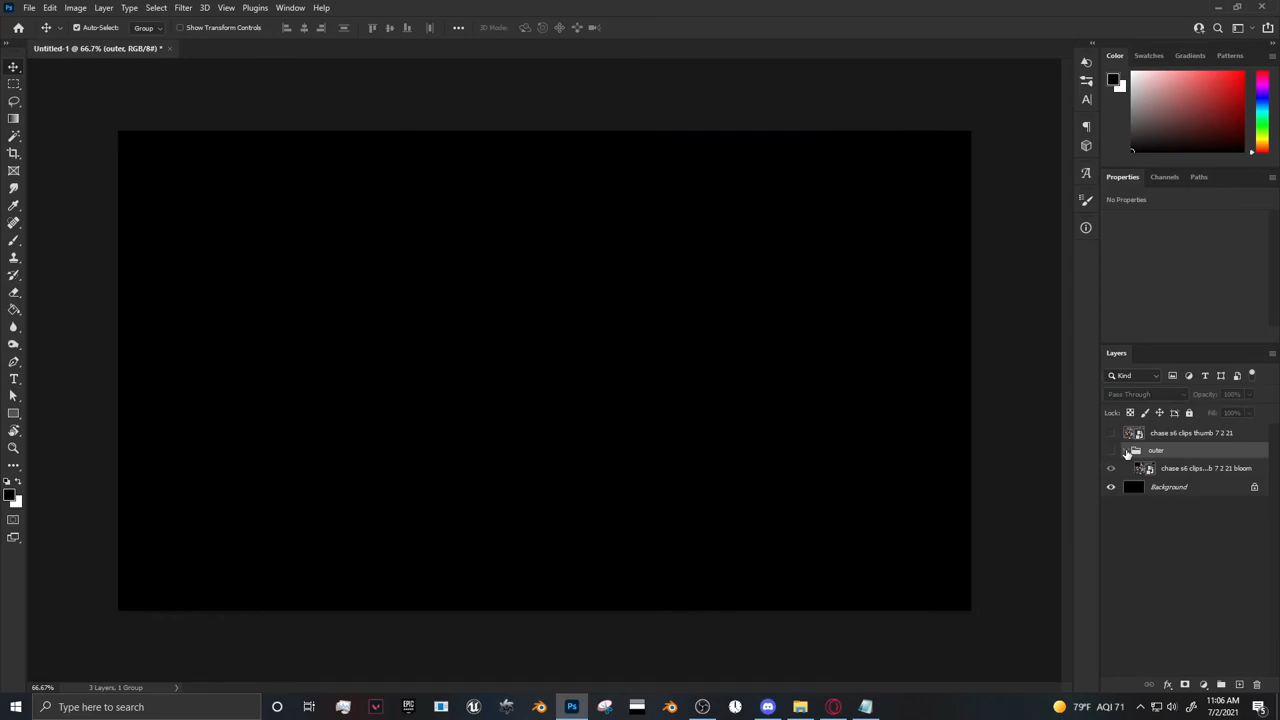 File Edit Image Layer Type Select Filter 3D View Plugins Window Help
Auto-Select: Group Show Transform Controls 3D Mode:
Untitled-1 @ 66.7% (outer, RGB/8#) *
Color Swatches Gradients Patterns
Properties Channels Paths
No Properties
Layers
Kind
Pass Through Opacity: 100%
Lock: Fill: 100%
chase s6 clips thumb 7 2 21
outer
chase s6 clips...b 7 2 21 bloom
Background
66.67% 3 Layers, 1 Group
Type here to search
79°F AQI 71
11:06 AM
7/2/2021